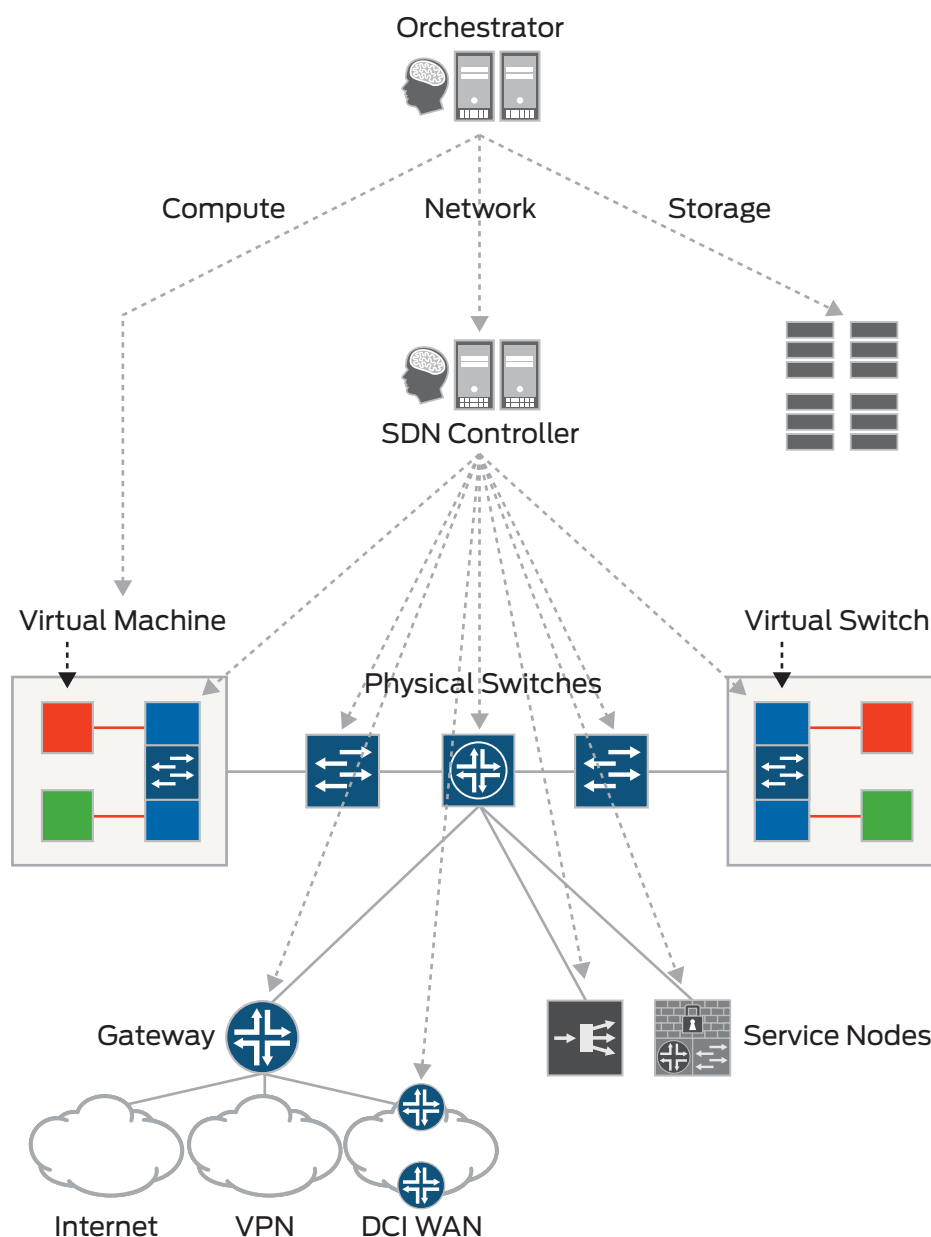 Orchestrator
Compute
Network
Storage
SDN Controller
Virtual Machine
Virtual Switch
Physical Switches
Gateway
Service Nodes
Internet
VPN
DCI WAN